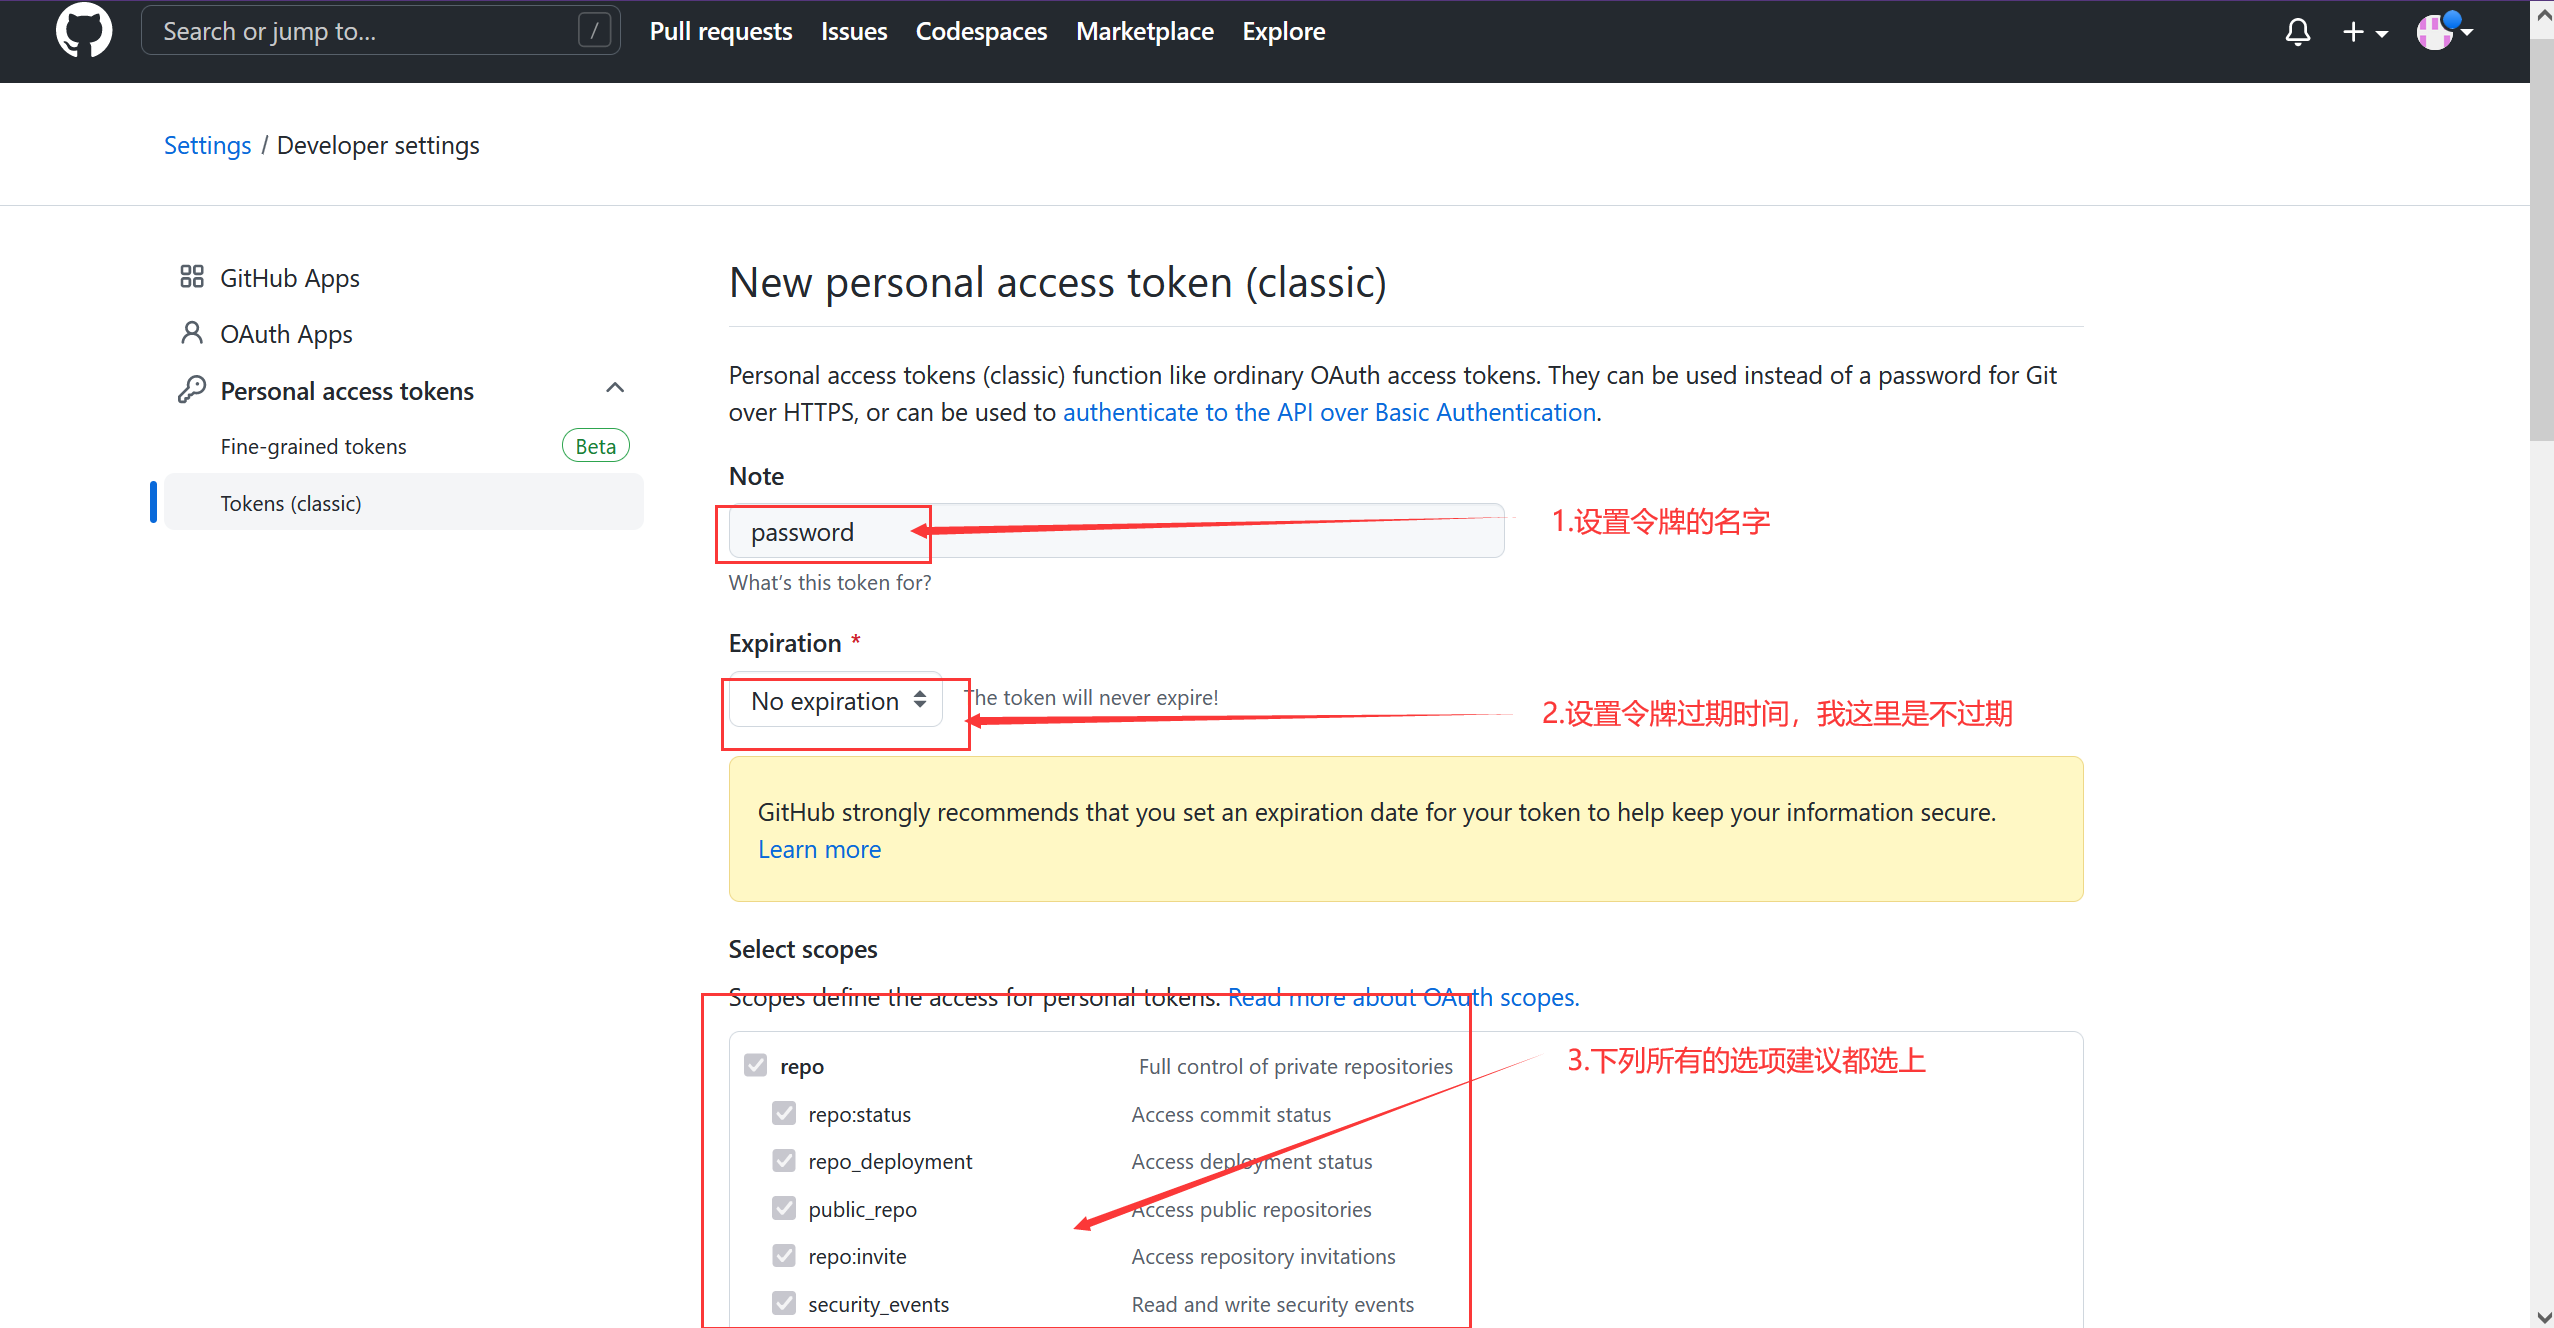 Search or jump to...
/
Pull requests
Issues
Codespaces
Marketplace
Explore
Settings / Developer settings
GitHub Apps
OAuth Apps
Personal access tokens
Fine-grained tokens
Beta
Tokens (classic)
New personal access token (classic)
Personal access tokens (classic) function like ordinary OAuth access tokens. They can be used instead of a password for Git
over HTTPS, or can be used to authenticate to the API over Basic Authentication.
Note
password
1.设置令牌的名字
What's this token for?
Expiration *
No expiration
The token will never expire!
2.设置令牌过期时间，我这里是不过期
GitHub strongly recommends that you set an expiration date for your token to help keep your information secure.
Learn more
Select scopes
Scopes define the access for personal tokens. Read more about OAuth scopes.
repo
Full control of private repositories
3.下列所有的选项建议都选上
repo:status
Access commit status
repo_deployment
Access deployment status
public_repo
Access public repositories
repo:invite
Access repository invitations
security_events
Read and write security events